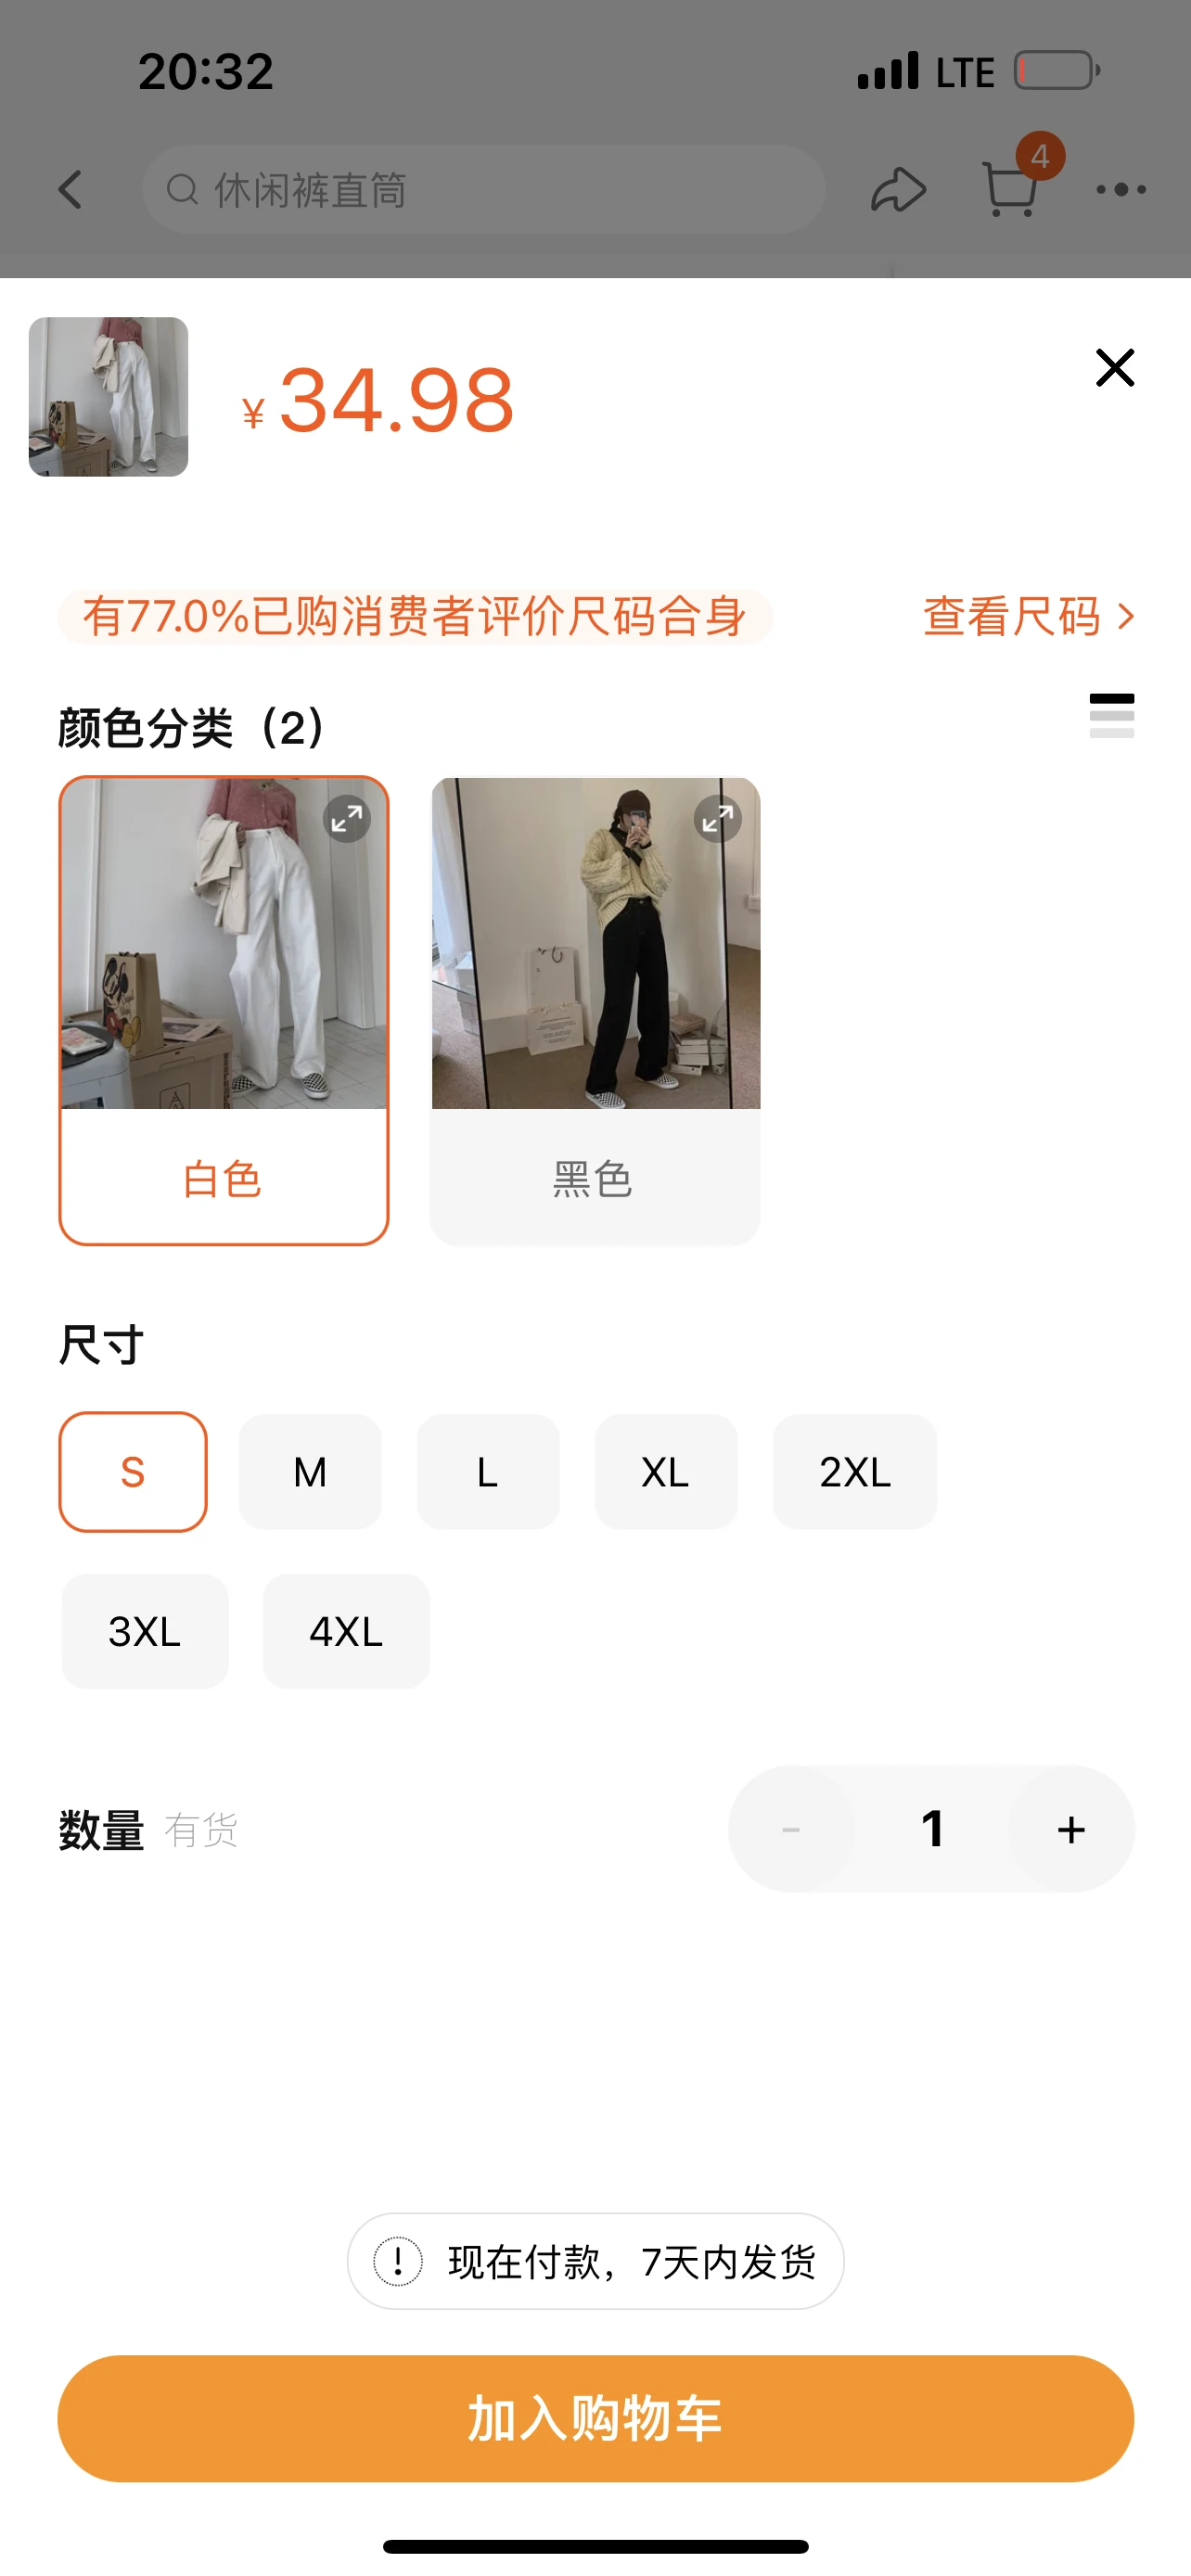 20:32 LTE
休闲裤直筒 4
¥ 34.98
有77.0%已购消费者评价尺码合身 查看尺码
颜色分类（2）
白色 黑色
尺寸
S M L XL 2XL
3XL 4XL
数量 有货 - 1 +
现在付款，7天内发货
加入购物车